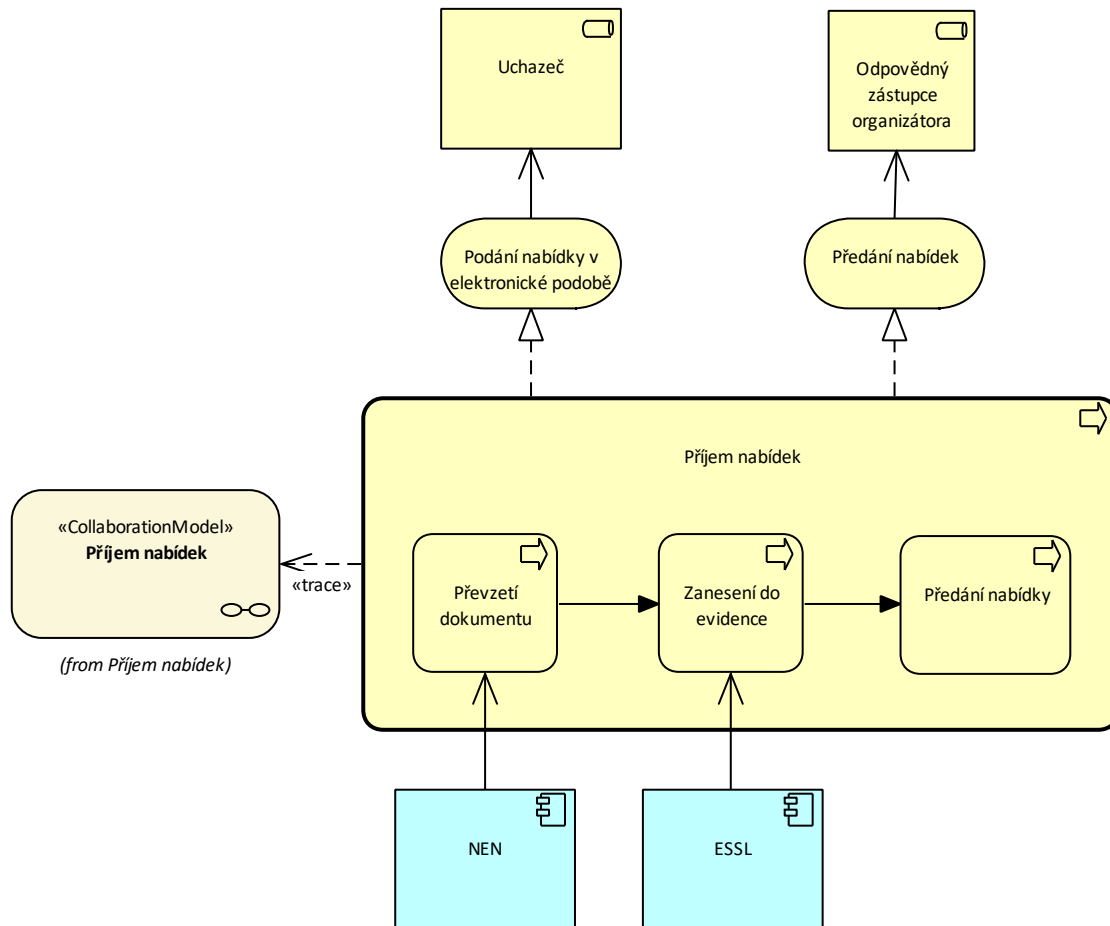 Uchazeč
Odpovědný
zástupce
organizátora
Podání nabídky v
elektronické podobě
Předání nabídek
Příjem nabídek
«CollaborationModel»
Příjem nabídek
«trace»
(from Příjem nabídek)
Převzetí
dokumentu
Zanesení do
evidence
Předání nabídky
NEN
ESSL